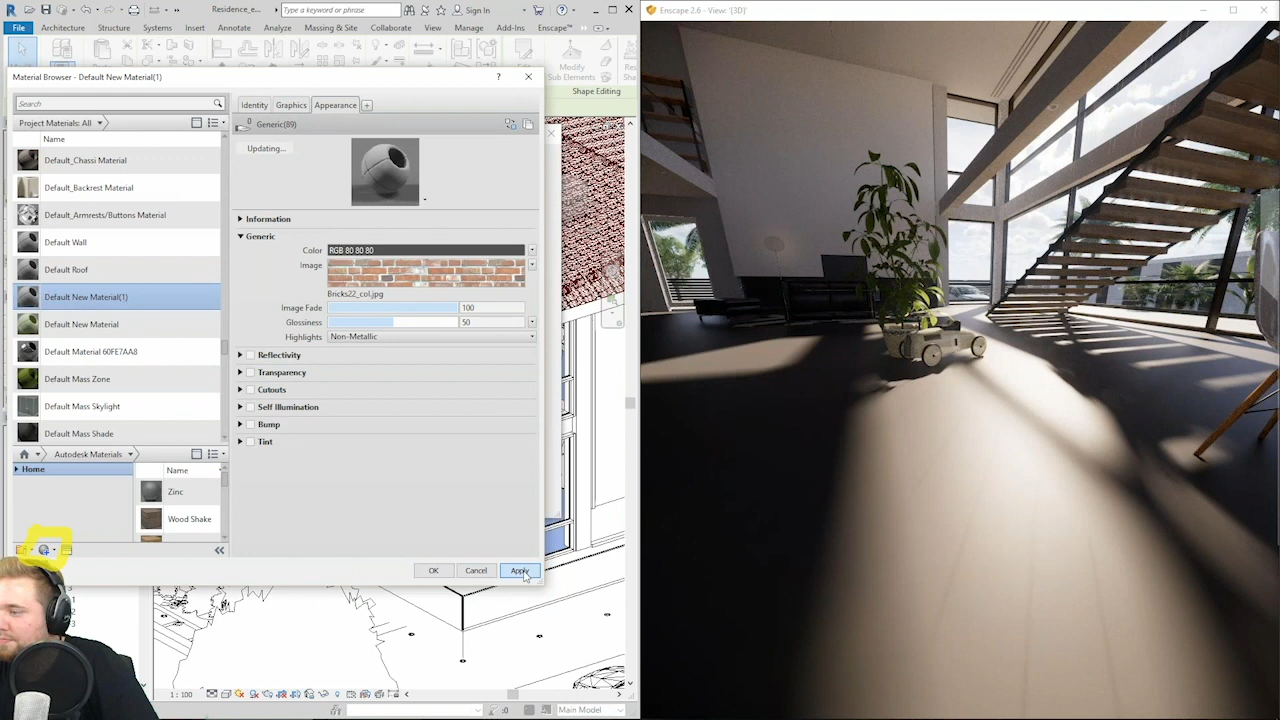 Residence_e...
Type a keyword or phrase
Sign In
Enscape 2.6 - View: '{3D}'
File Architecture Structure Systems Insert Annotate Analyze Massing & Site Collaborate View Manage Add-Ins Enscape™
Modify
Sub Elements
Shape Editing
Material Browser - Default New Material(1)
Search
Identity Graphics Appearance
Project Materials: All
Generic(89)
Name
Updating...
Default_Chassi Material
Default_Backrest Material
Default_Armrests/Buttons Material
Default Wall
Default Roof
Default New Material(1)
Default New Material
Default Material 60FE7AA8
Default Mass Zone
Default Mass Skylight
Default Mass Shade
Information
Generic
Color RGB 80 80 80
Image
Bricks22_col.jpg
Image Fade 100
Glossiness 50
Highlights Non-Metallic
Reflectivity
Transparency
Cutouts
Self Illumination
Bump
Tint
Autodesk Materials
Home
Name
Zinc
Wood Shake
OK Cancel Apply
1 : 100
:0
Main Model